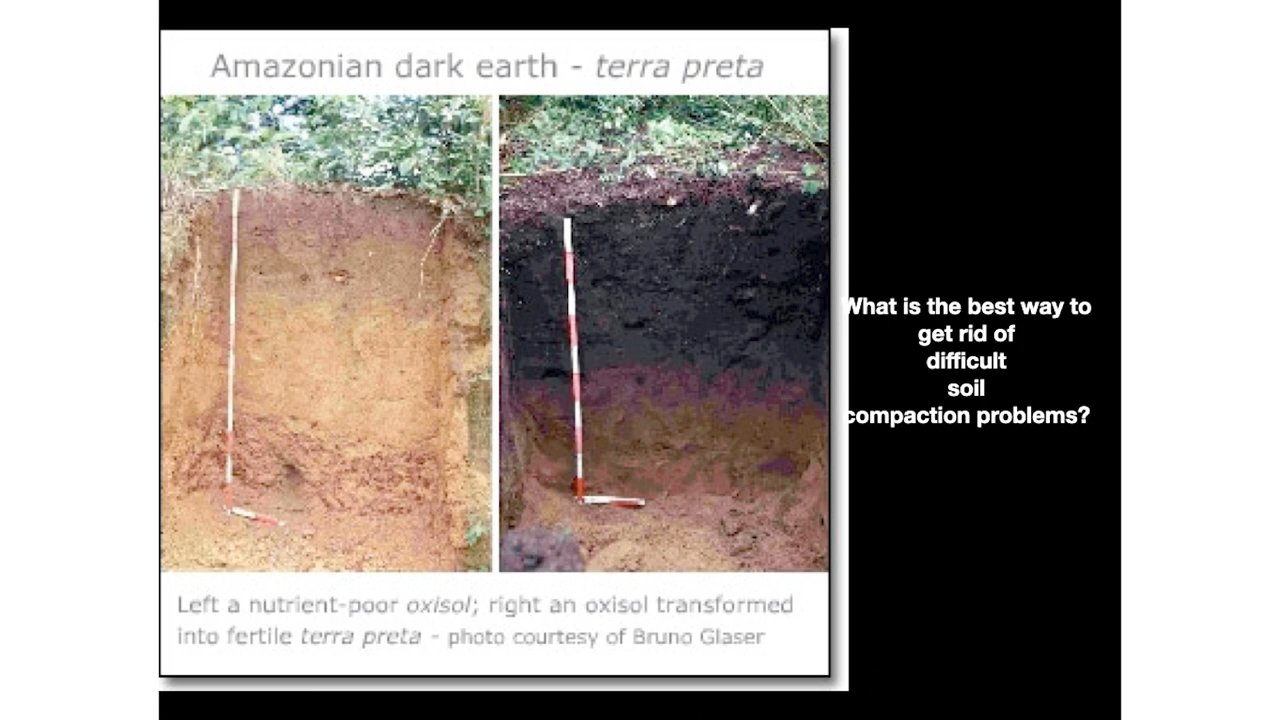 Amazonian dark earth - terra preta
Left a nutrient-poor oxisol; right an oxisol transformed
into fertile terra preta - photo courtesy of Bruno Glaser
What is the best way to
get rid of
difficult
soil
compaction problems?